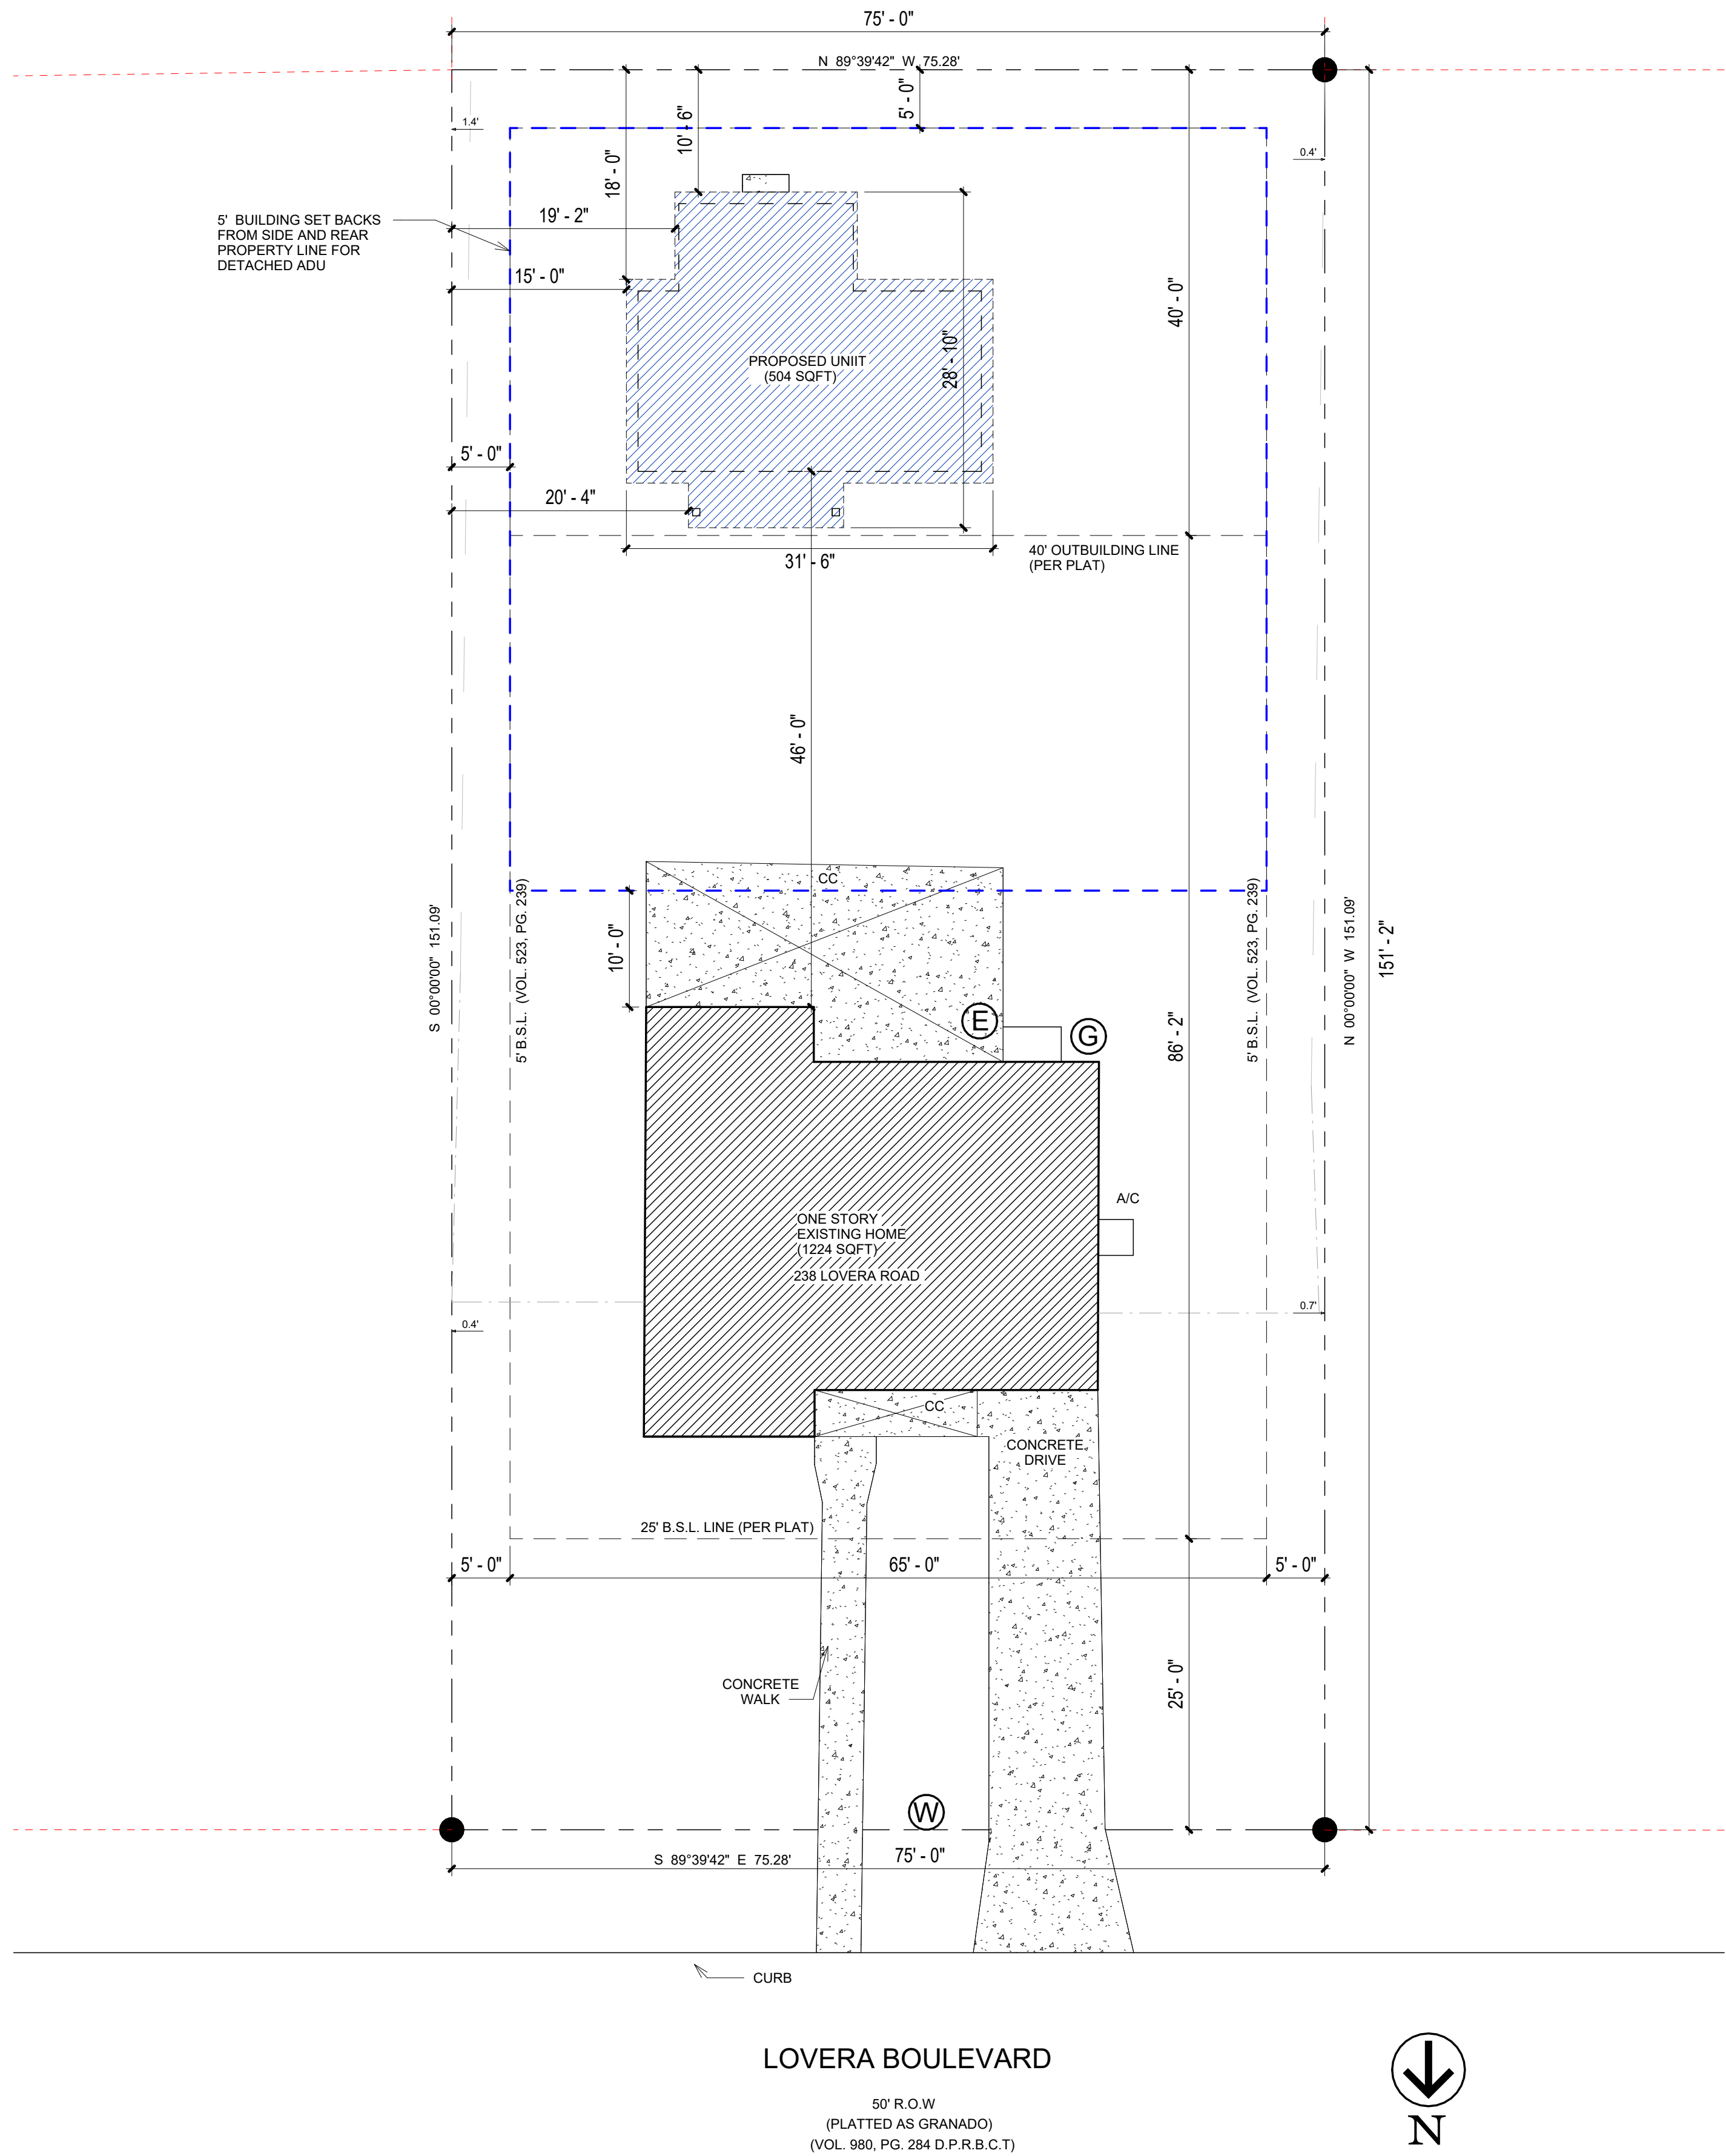 75' - 0"
N 89°39'42" W 75.28'
5' - 0"
10' - 6"
18' - 0"
1.4'
0.4'
5' BUILDING SET BACKS
FROM SIDE AND REAR
PROPERTY LINE FOR
DETACHED ADU
19' - 2"
15' - 0"
40' - 0"
PROPOSED UNIIT
(504 SQFT)
28' - 10"
5' - 0"
20' - 4"
31' - 6"
40' OUTBUILDING LINE
(PER PLAT)
46' - 0"
CC
S 00°00'00" 151.09'
5' B.S.L. (VOL. 523, PG. 239)
10' - 0"
E
G
86' - 2"
5' B.S.L. (VOL. 523, PG. 239)
N 00°00'00" W 151.09'
151' - 2"
A/C
ONE STORY
EXISTING HOME
(1224 SQFT)
238 LOVERA ROAD
0.4'
0.7'
CC
CONCRETE
DRIVE
25' B.S.L. LINE (PER PLAT)
5' - 0"
65' - 0"
5' - 0"
CONCRETE
WALK
25' - 0"
W
S 89°39'42" E 75.28'
75' - 0"
CURB
LOVERA BOULEVARD
50' R.O.W
(PLATTED AS GRANADO)
(VOL. 980, PG. 284 D.P.R.B.C.T)
N